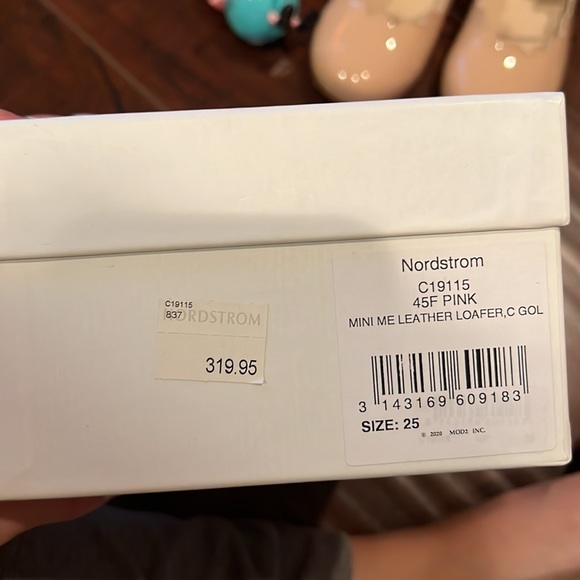 C19115
837
NORDSTROM
319.95
Nordstrom
C19115
45F PINK
MINI ME LEATHER LOAFER,C GOL
3 143169 609183
SIZE: 25
© 2020 MOD2 INC.